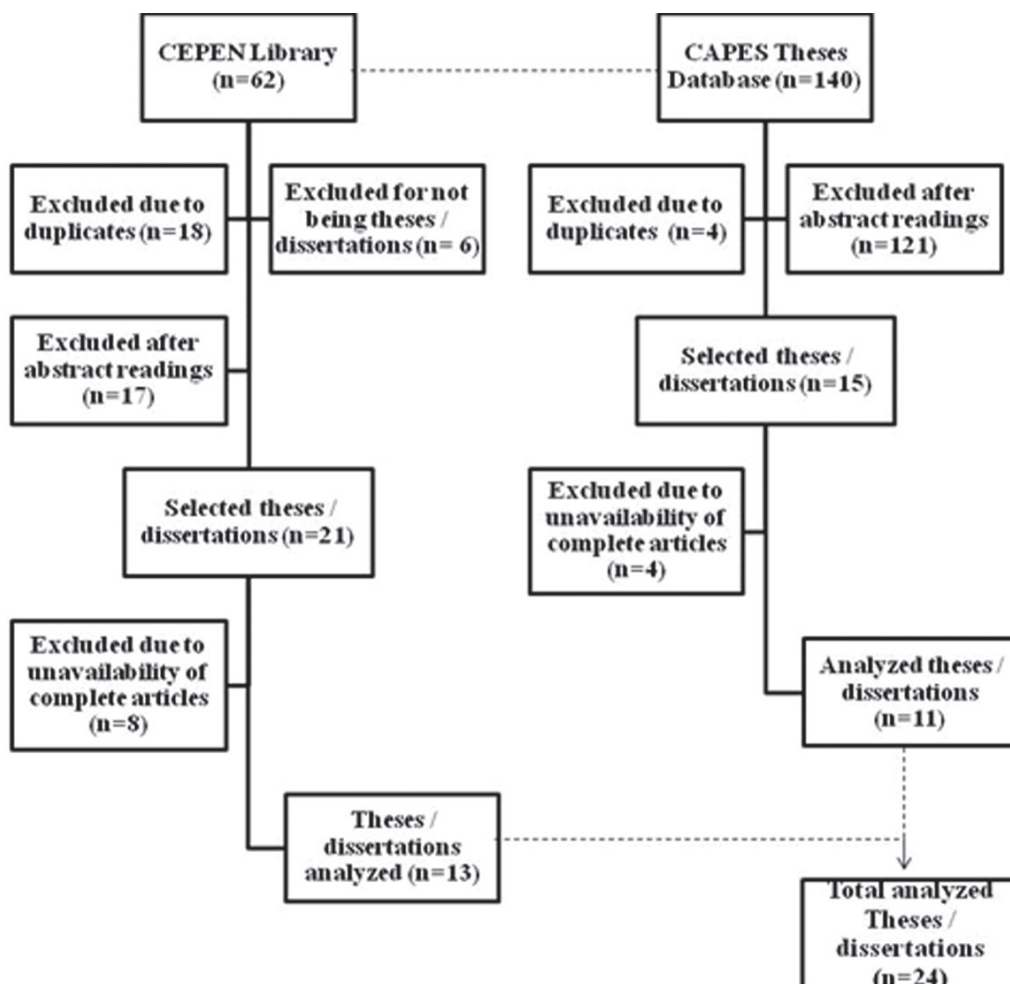 CEPEN Library
(n=62)
CAPES Theses
Database (n=140)
Excluded due to
duplicates (n=18)
Excluded for not
being theses /
dissertations (n= 6)
Excluded due to
duplicates (n=4)
Excluded after
abstract readings
(n=121)
Excluded after
abstract readings
(n=17)
Selected theses /
dissertations (n=15)
Selected theses /
dissertations (n=21)
Excluded due to
unavailability of
complete articles
(n=4)
Excluded due to
unavailability of
complete articles
(n=8)
Analyzed theses /
dissertations
(n=11)
Theses /
dissertations
analyzed (n=13)
Total analyzed
Theses /
dissertations
(n=24)